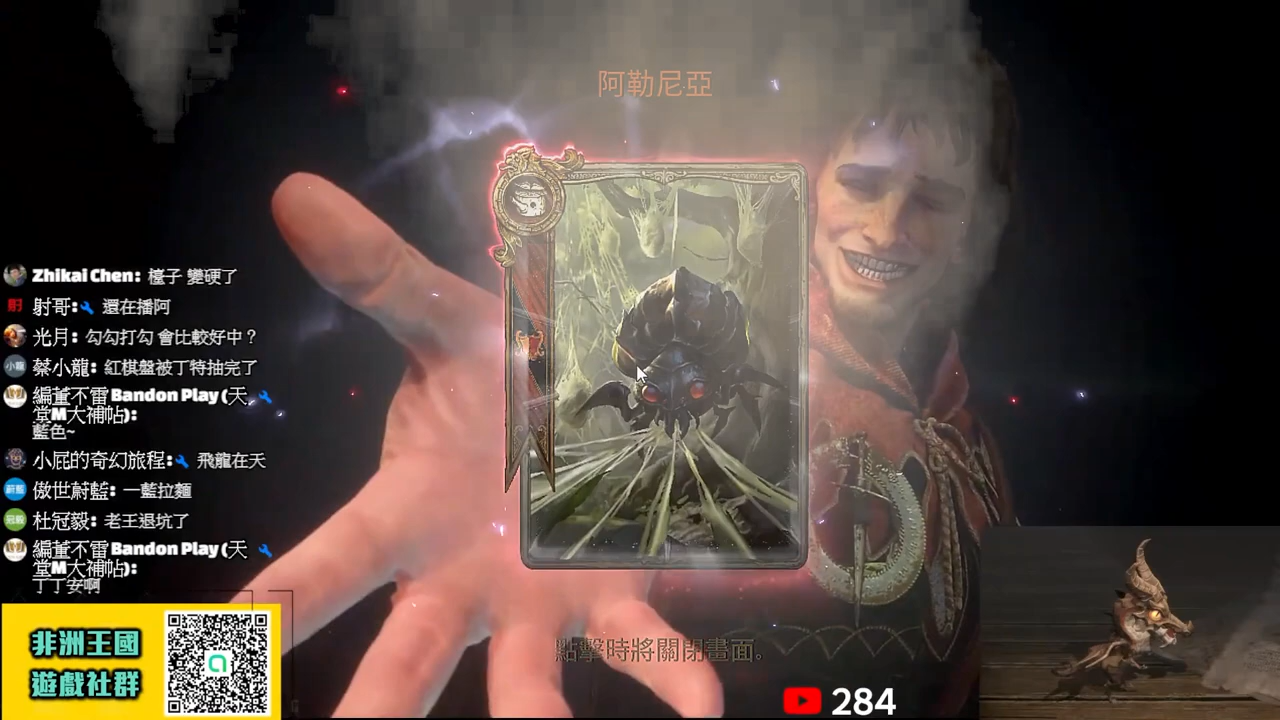 阿勒尼亞
Zhikai Chen: 檯子 變硬了
射哥: 還在播阿
光月: 勾勾打勾 會比較好中？
蔡小龍: 紅棋盤被丁特抽完了
編董不雷 Bandon Play (天
堂M大補帖):
藍色~
小屁的奇幻旅程: 飛龍在天
傲世蔚藍: 一藍拉麵
杜冠毅: 老王退坑了
編董不雷 Bandon Play (天
堂M大補帖):
丁丁安啊
點擊時將關閉畫面。
非洲王國
遊戲社群
284